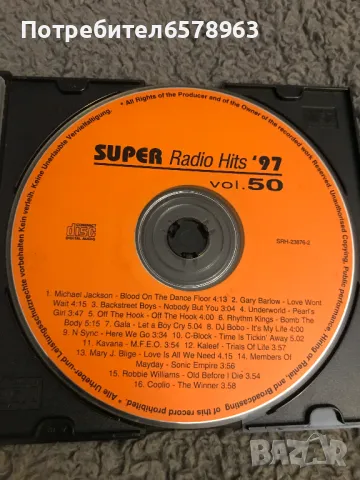 Потребител6578963
* All Rights of the Producer and of the Owner of the recorded work Reserved. Unauthorised Copying, Public Performance, Hiring or Rental, and Broadcasting of this record prohibited.
* Alle Urheber- und Leistungsschutzrechte vorbehalten Kein verleih. Keine Unerlaubte Vervielfältigung.
SUPER Radio Hits '97
vol.50
COMPACT
disc
DIGITAL AUDIO
SRH-23876-2
1. Michael Jackson - Blood On The Dance Floor 4:13 2. Gary Barlow - Love Wont
Wait 4:15 3. Backstreet Boys - Nobody But You 3:04 4. Underworld - Pearl's
Girl 3:47 5. Off The Hook - Off The Hook 4:00 6. Rhythm Kings - Bomb The
Body 5:15 7. Gala - Let a Boy Cry 5.04 8. DJ Bobo - It's My Life 4.00
9. N Sync - Here We Go 3:34 10. C-Block - Time Is Tickin' Away 5.02
11. Kavana - M.F.E.O. 3.34 12. Kaleef - Trials Of Life 3.54
13. Mary J. Blige - Love Is All We Need 4.15 14. Members Of
Mayday - Sonic Empire 3.56
15. Robbie Williams - Old Before I Die 3.54
16. Coplio - The Winner 3.58
BAZAR
bg